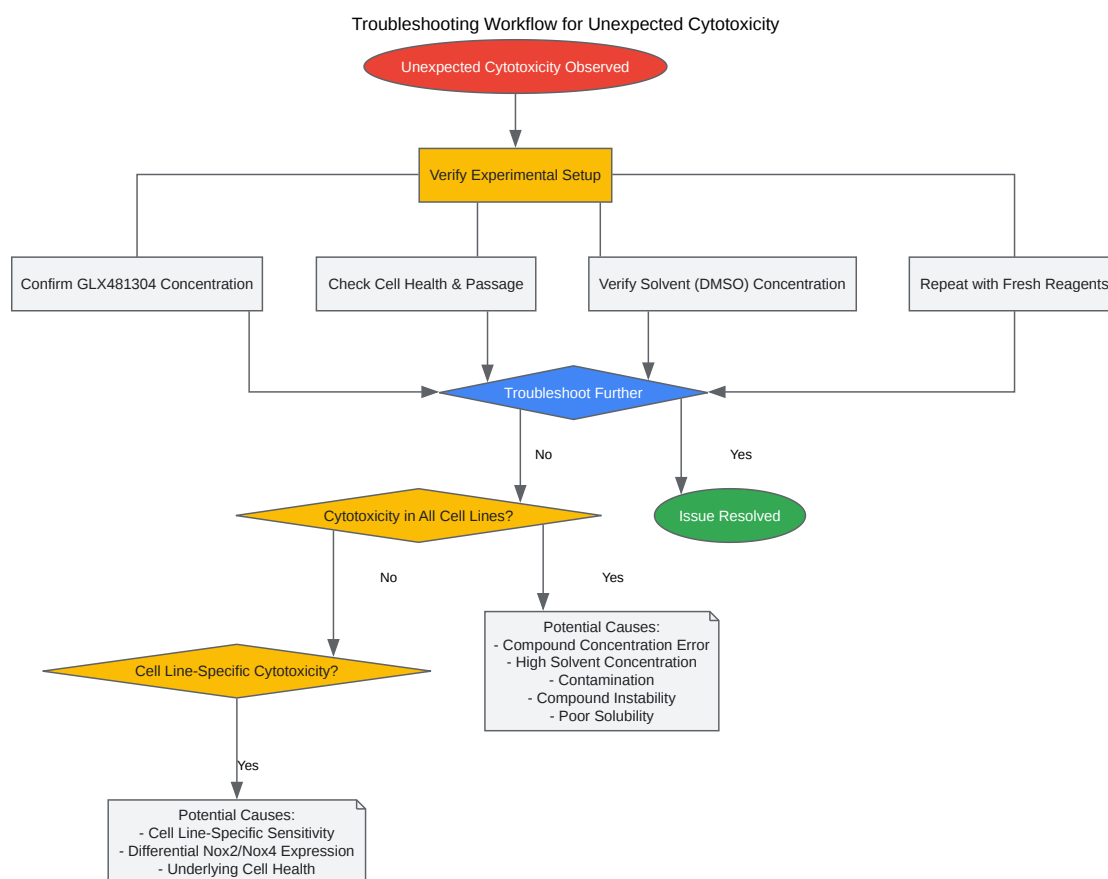 Troubleshooting Workflow for Unexpected Cytotoxicity
Unexpected Cytotoxicity Observed
Verify Experimental Setup
Confirm GLX481304 Concentration
Check Cell Health & Passage
Verify Solvent (DMSO) Concentration
Repeat with Fresh Reagents
Troubleshoot Further
No
Yes
Cytotoxicity in All Cell Lines?
Issue Resolved
No
Yes
Potential Causes:
- Compound Concentration Error
- High Solvent Concentration
- Contamination
- Compound Instability
- Poor Solubility
Cell Line-Specific Cytotoxicity?
Yes
Potential Causes:
- Cell Line-Specific Sensitivity
- Differential Nox2/Nox4 Expression
- Underlying Cell Health